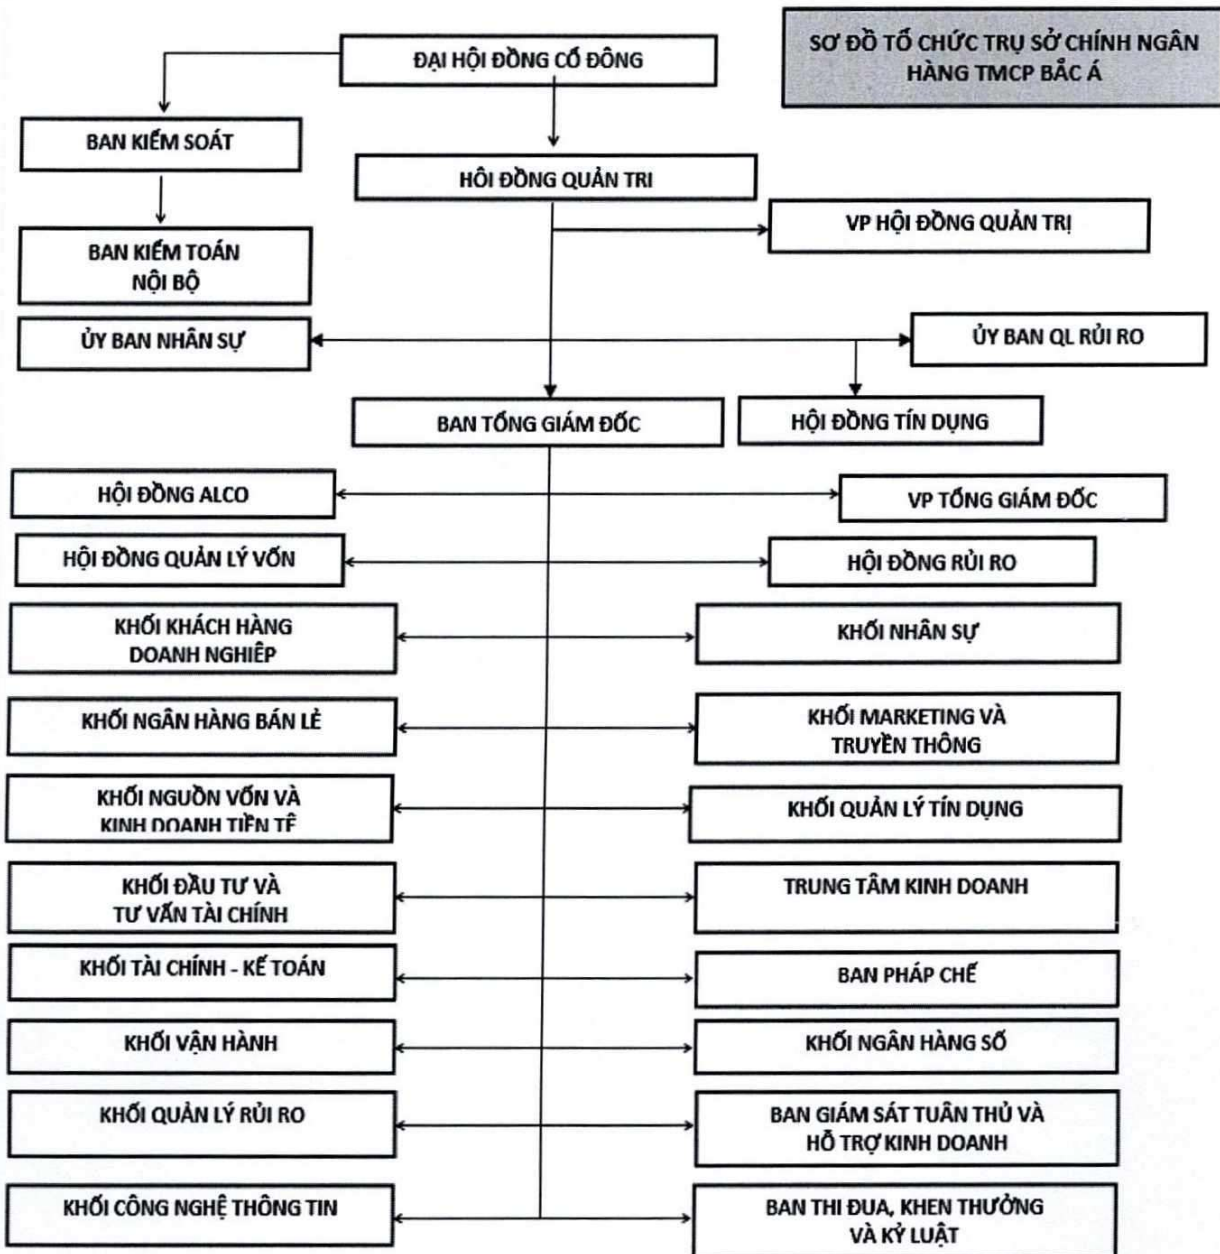 SƠ ĐỒ TỔ CHỨC TRỤ SỞ CHÍNH NGÂN
HÀNG TMCP BẮC Á
ĐẠI HỘI ĐỒNG CỔ ĐÔNG
BAN KIỂM SOÁT
HÔI ĐỒNG QUẢN TRI
VP HỘI ĐỒNG QUẢN TRỊ
BAN KIỂM TOÁN
NỘI BỘ
ỦY BAN NHÂN SỰ
ỦY BAN QL RỦI RO
BAN TỔNG GIÁM ĐỐC
HỘI ĐỒNG TÍN DỤNG
HỘI ĐỒNG ALCO
VP TỔNG GIÁM ĐỐC
HỘI ĐỒNG QUẢN LÝ VỐN
HỘI ĐỒNG RỦI RO
KHỐI KHÁCH HÀNG
DOANH NGHIÊP
KHỐI NHÂN SỰ
KHỐI NGÂN HÀNG BÁN LẺ
KHỐI MARKETING VÀ
TRUYỀN THÔNG
KHỐI NGUỒN VỐN VÀ
KINH DOANH TIỀN TÊ
KHỐI QUẢN LÝ TÍN DỤNG
KHỐI ĐẦU TƯ VÀ
TƯ VẤN TÀI CHÍNH
TRUNG TÂM KINH DOANH
KHỐI TÀI CHÍNH - KẾ TOÁN
BAN PHÁP CHẾ
KHỐI VẬN HÀNH
KHỐI NGÂN HÀNG SỐ
KHỐI QUẢN LÝ RỦI RO
BAN GIÁM SÁT TUÂN THỦ VÀ
HỖ TRỢ KINH DOANH
KHỐI CÔNG NGHỆ THÔNG TIN
BAN THI ĐUA, KHEN THƯỞNG
VÀ KỶ LUẬT